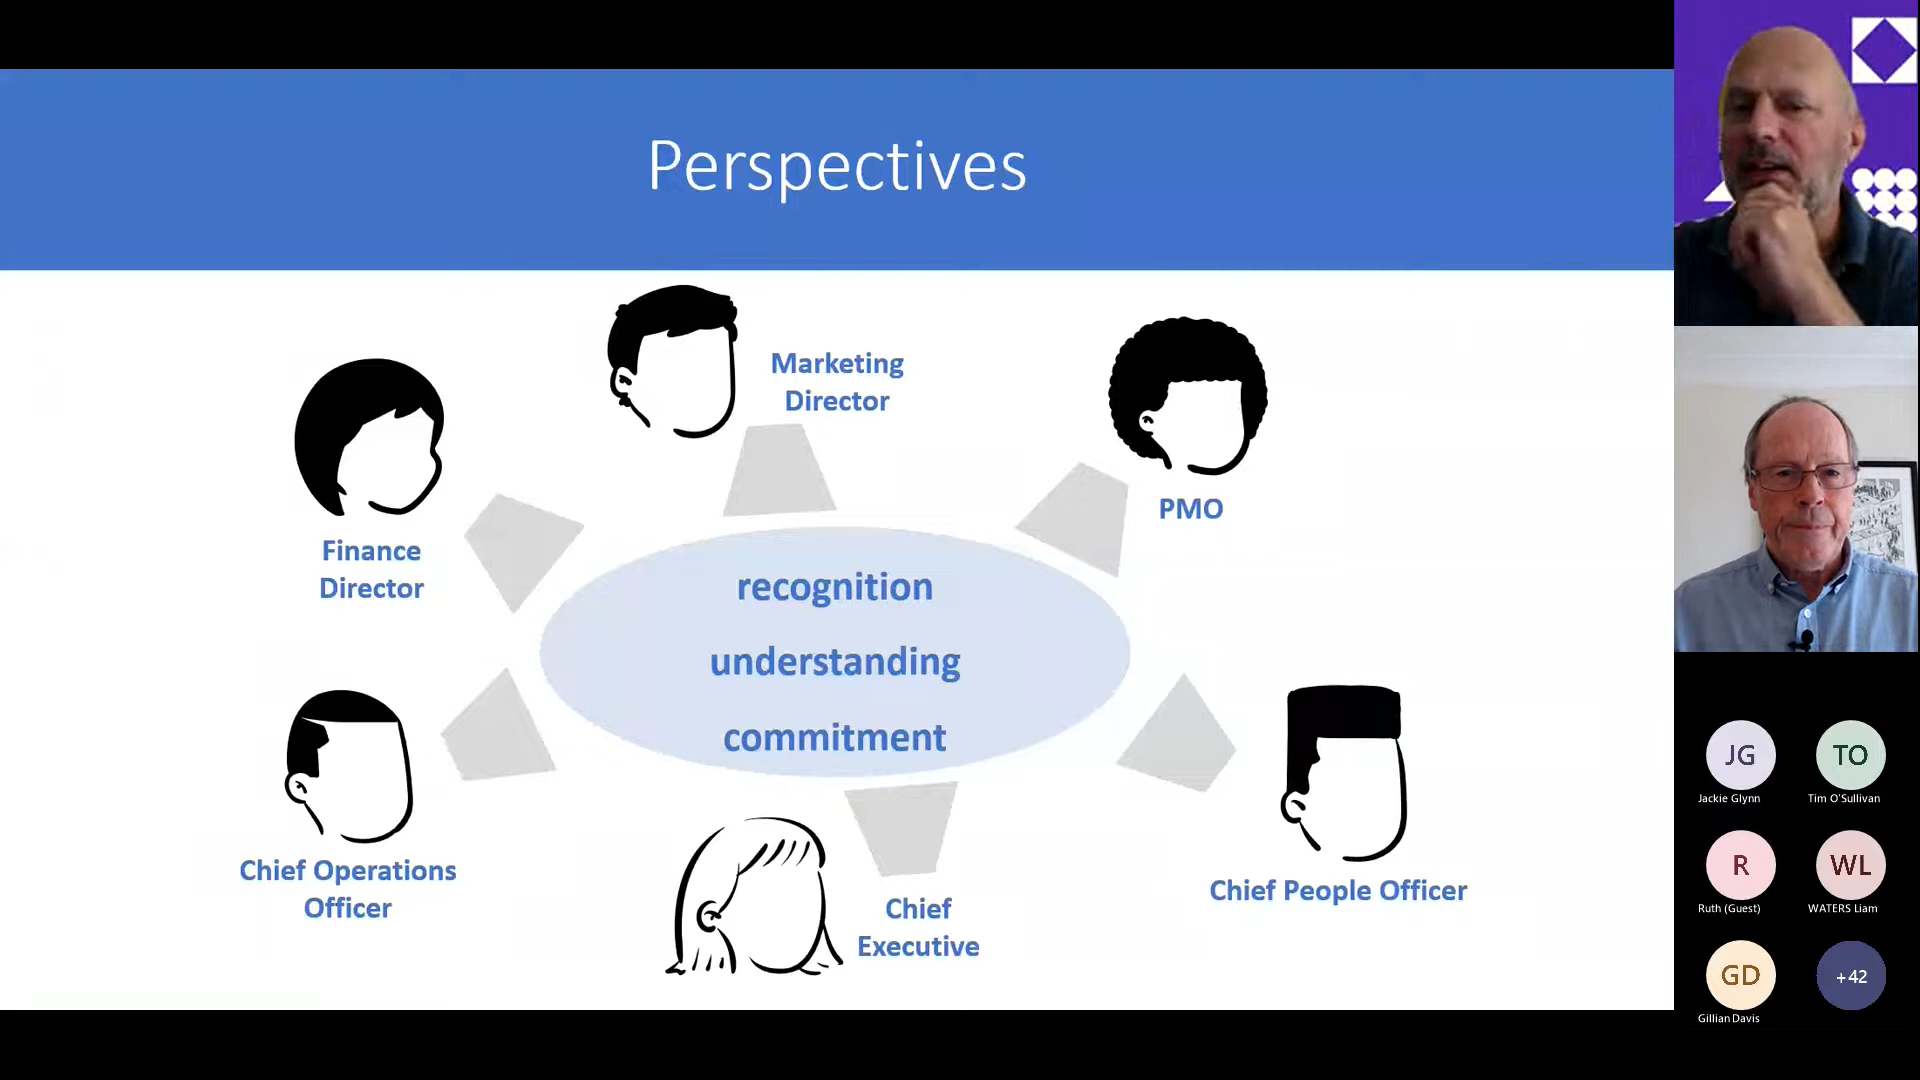 Perspectives
Marketing
Director
PMO
Finance
Director
recognition
understanding
commitment
Chief Operations
Officer
Chief
Executive
Chief People Officer
JG
TO
Jackie Glynn
Tim O'Sullivan
R
WL
Ruth (Guest)
WATERS Liam
GD
+42
Gillian Davis